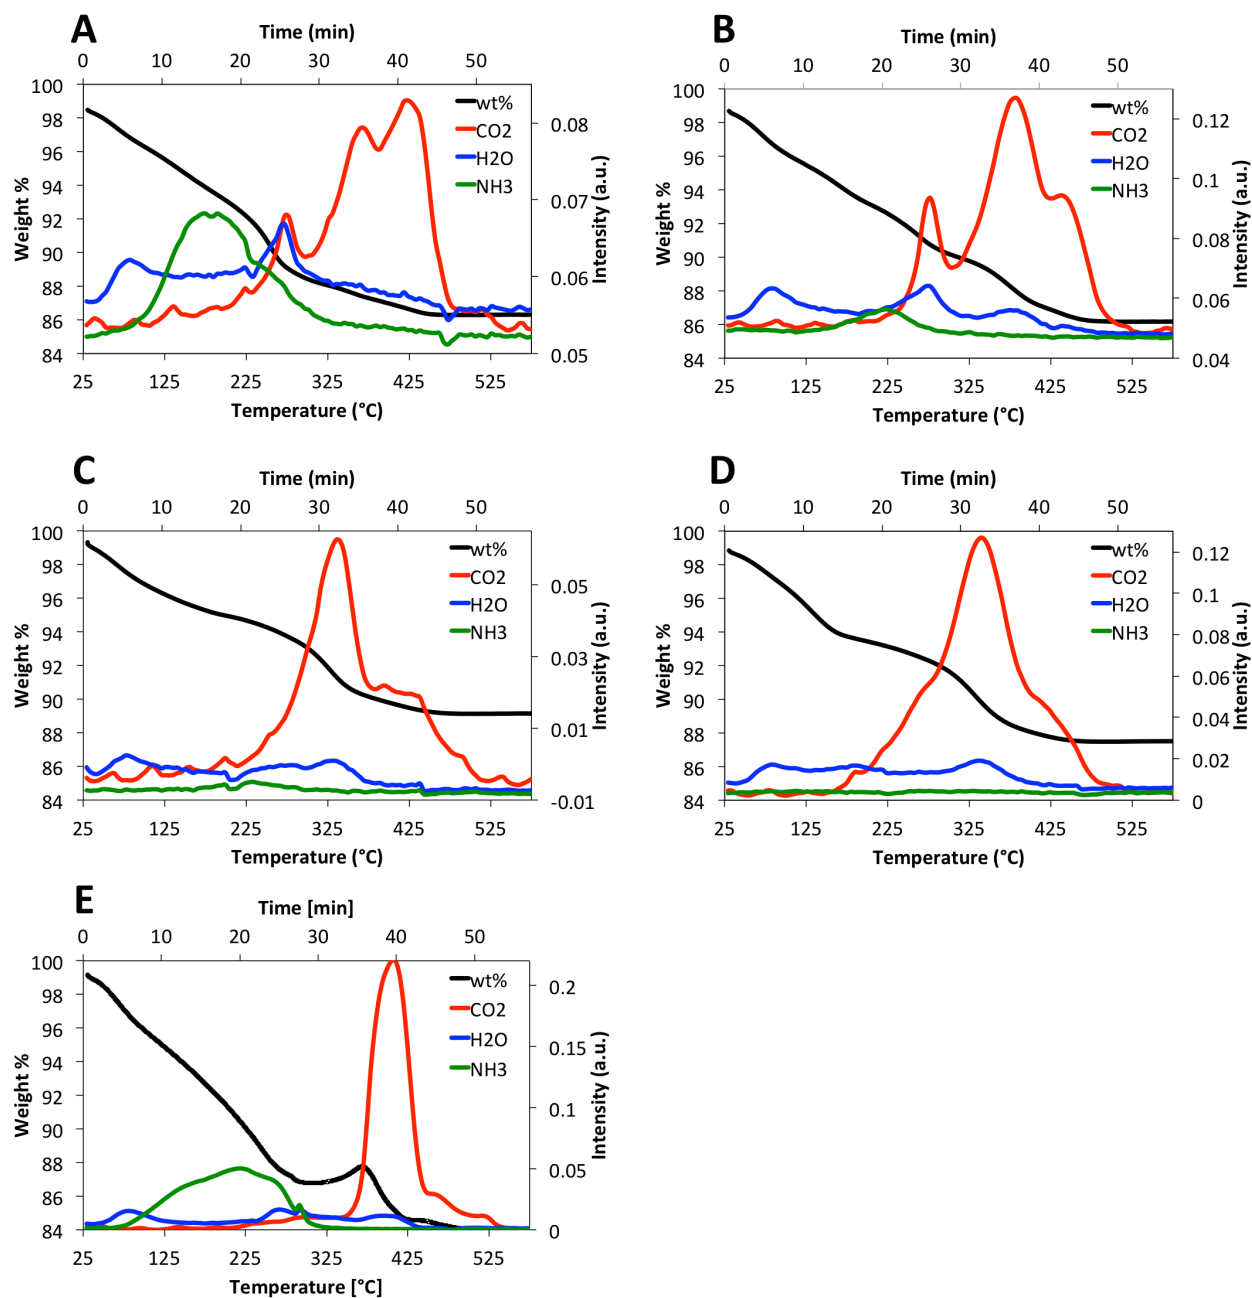 A
Time (min)
0 10 20 30 40 50
100
98
96
94
92
90
88
86
84
Weight %
wt%
CO2
H2O
NH3
0.08
0.07
0.06
0.05
Intensity (a.u.)
25 125 225 325 425 525
Temperature (°C)
B
Time (min)
0 10 20 30 40 50
100
98
96
94
92
90
88
86
84
Weight %
wt%
CO2
H2O
NH3
0.12
0.1
0.08
0.06
0.04
Intensity (a.u.)
25 125 225 325 425 525
Temperature (°C)
C
Time (min)
0 10 20 30 40 50
100
98
96
94
92
90
88
86
84
Weight %
wt%
CO2
H2O
NH3
0.05
0.03
0.01
-0.01
Intensity (a.u.)
25 125 225 325 425 525
Temperature (°C)
D
Time (min)
0 10 20 30 40 50
100
98
96
94
92
90
88
86
84
Weight %
wt%
CO2
H2O
NH3
0.12
0.1
0.08
0.06
0.04
0.02
0
Intensity (a.u.)
25 125 225 325 425 525
Temperature (°C)
E
Time [min]
0 10 20 30 40 50
100
98
96
94
92
90
88
86
84
Weight %
wt%
CO2
H2O
NH3
0.2
0.15
0.1
0.05
0
Intensity (a.u.)
25 125 225 325 425 525
Temperature [°C]